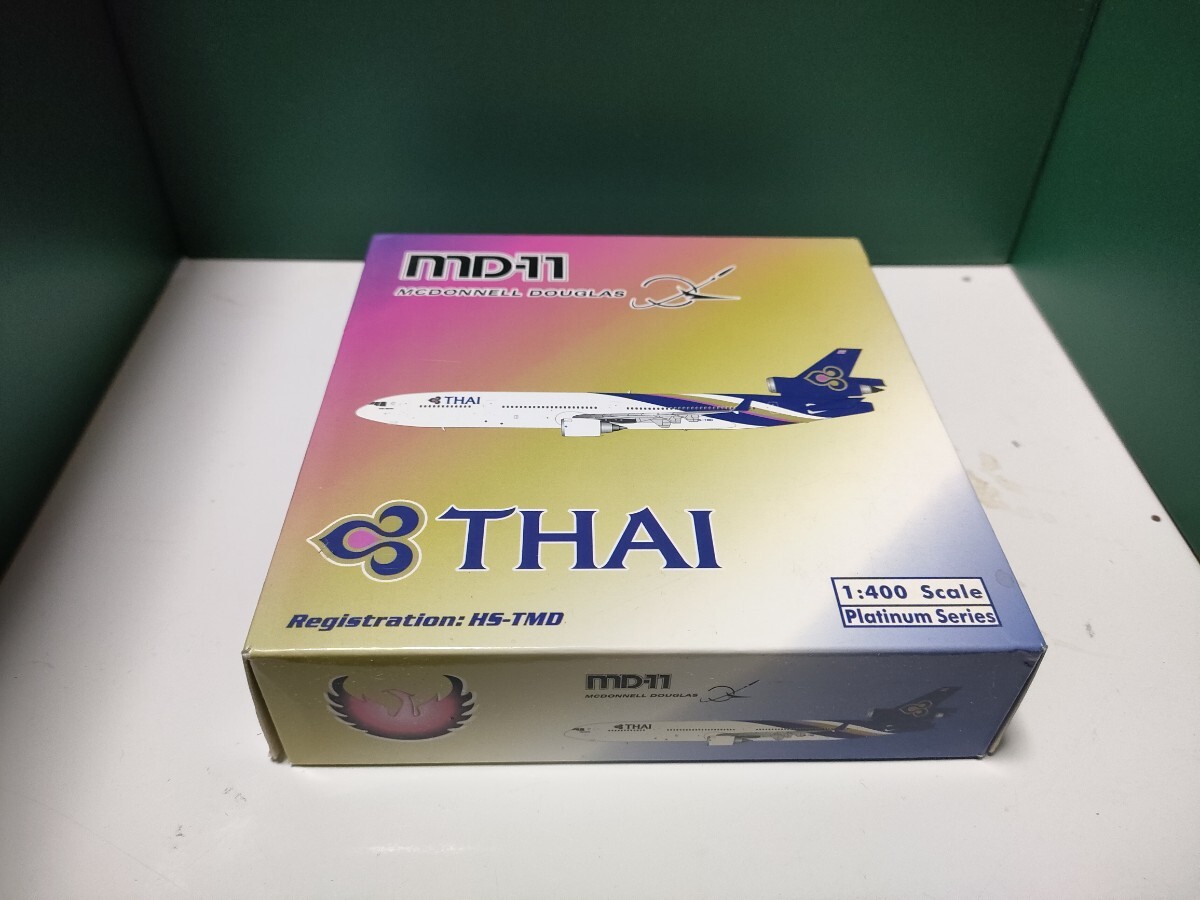 MD-11
MCDONNELL DOUGLAS
THAI
THAI
Registration: HS-TMD
1:400 Scale
Platinum Series
MD-11
MCDONNELL DOUGLAS
THAI